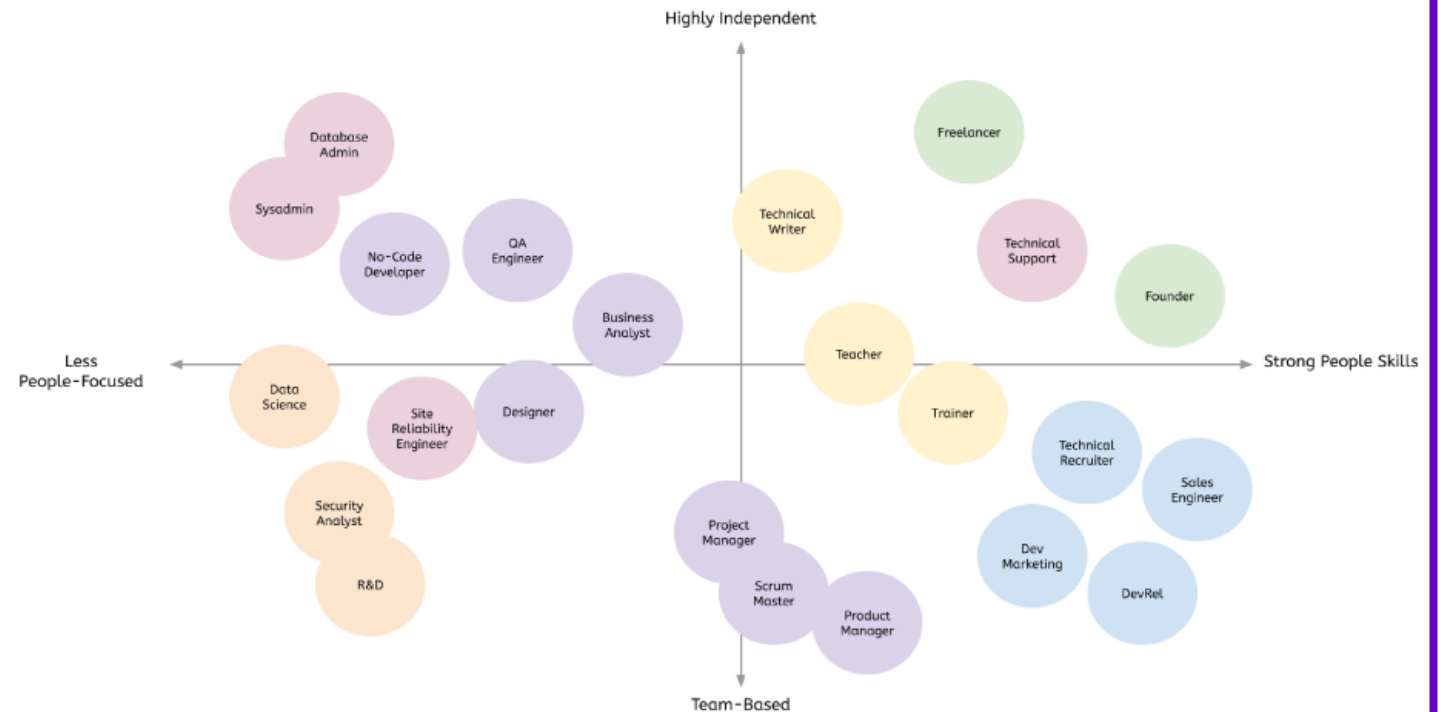 Highly Independent
Database
Admin
Freelancer
Sysadmin
Technical
Writer
No-Code
Developer
QA
Engineer
Technical
Support
Founder
Business
Analyst
Teacher
Less
People-Focused
Strong People Skills
Data
Science
Site
Reliability
Engineer
Designer
Trainer
Technical
Recruiter
Sales
Engineer
Security
Analyst
Project
Manager
Dev
Marketing
R&D
Scrum
Master
DevRel
Product
Manager
Team-Based